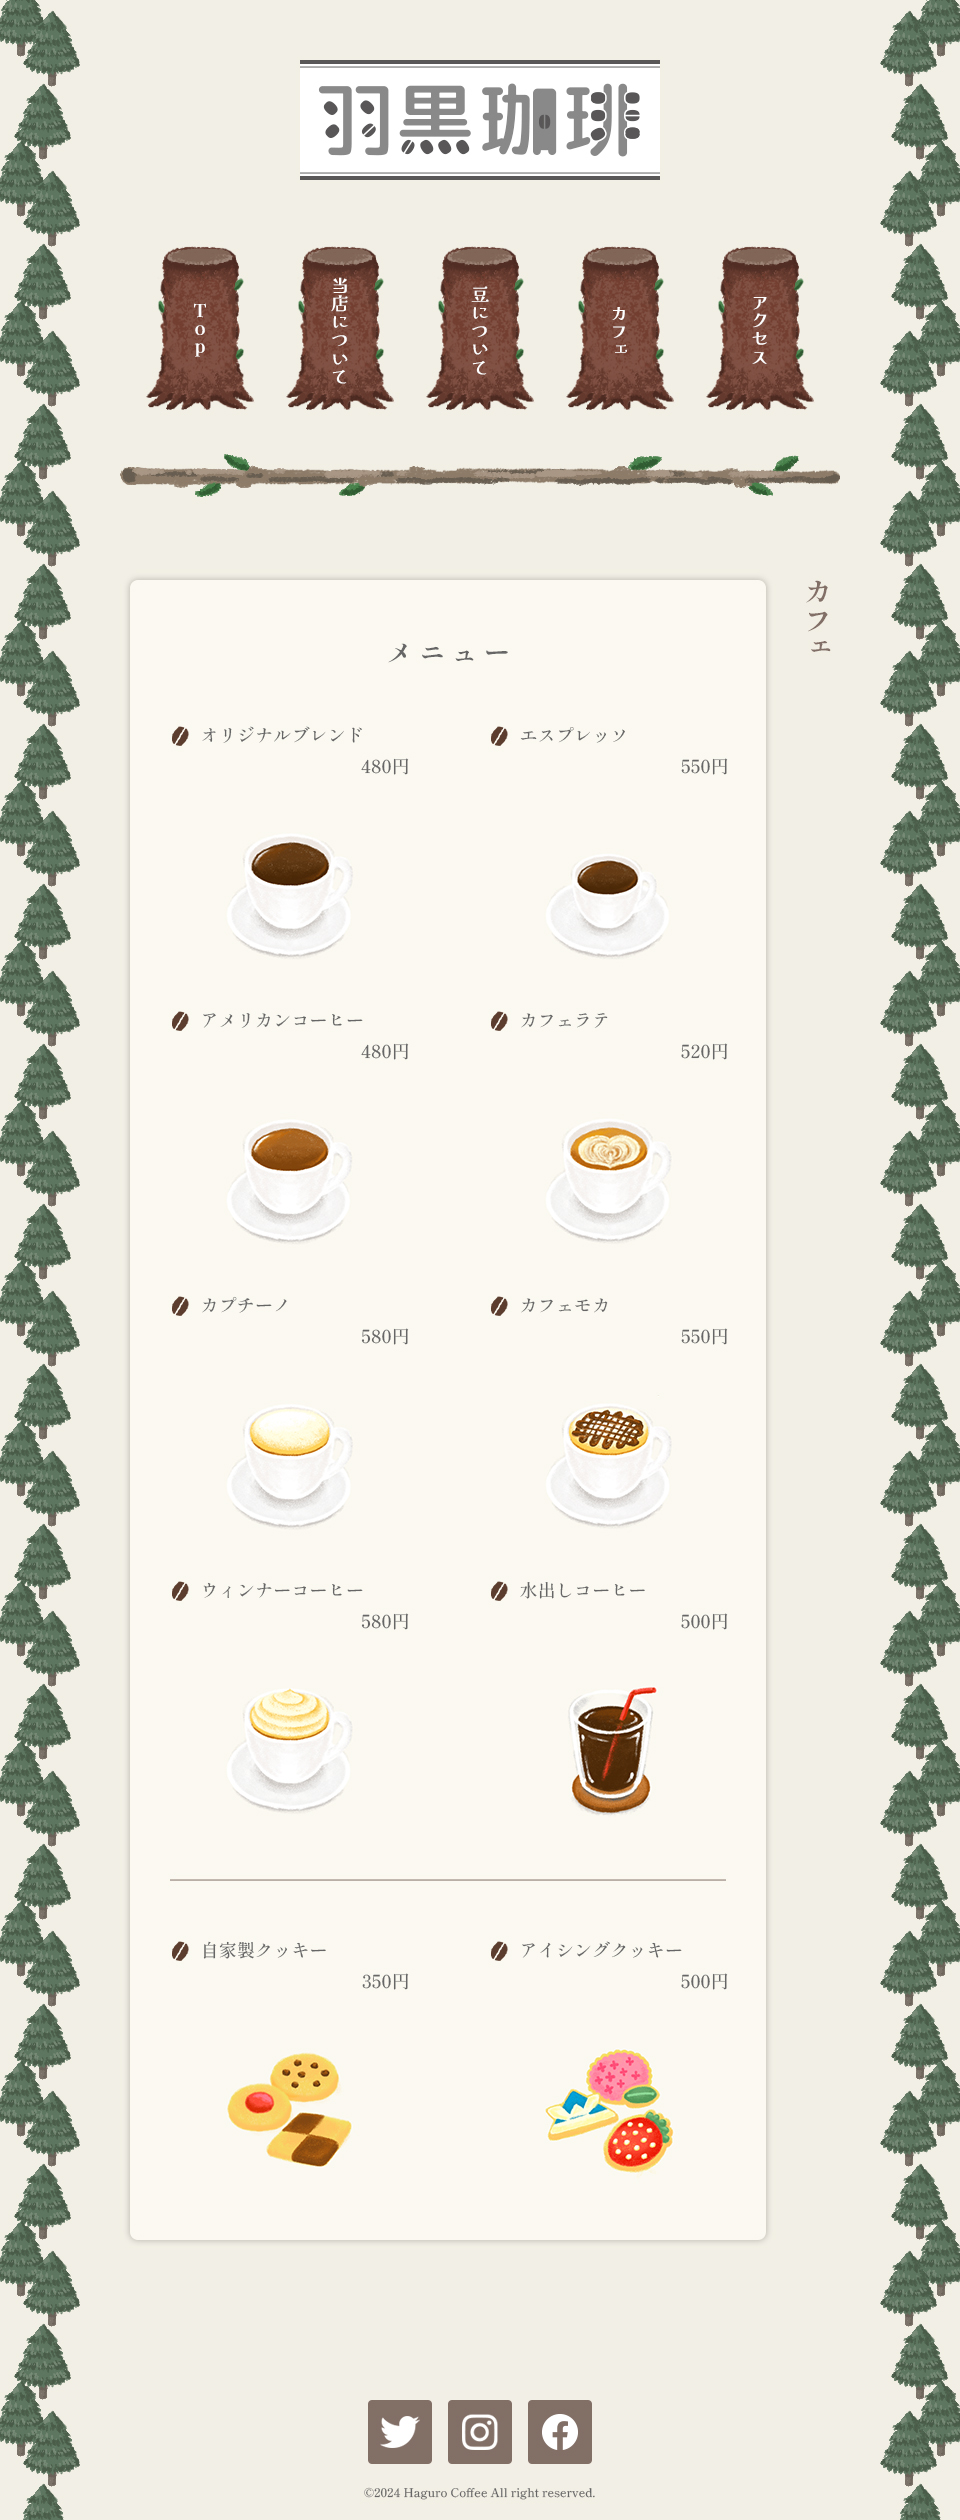 羽黒珈琲
Top
当店について
豆について
カフェ
アクセス
カフェ
メニュー
オリジナルブレンド
480円
エスプレッソ
550円
アメリカンコーヒー
480円
カフェラテ
520円
カプチーノ
580円
カフェモカ
550円
ウィンナーコーヒー
580円
水出しコーヒー
500円
自家製クッキー
350円
アイシングクッキー
500円
©2024 Haguro Coffee All right reserved.